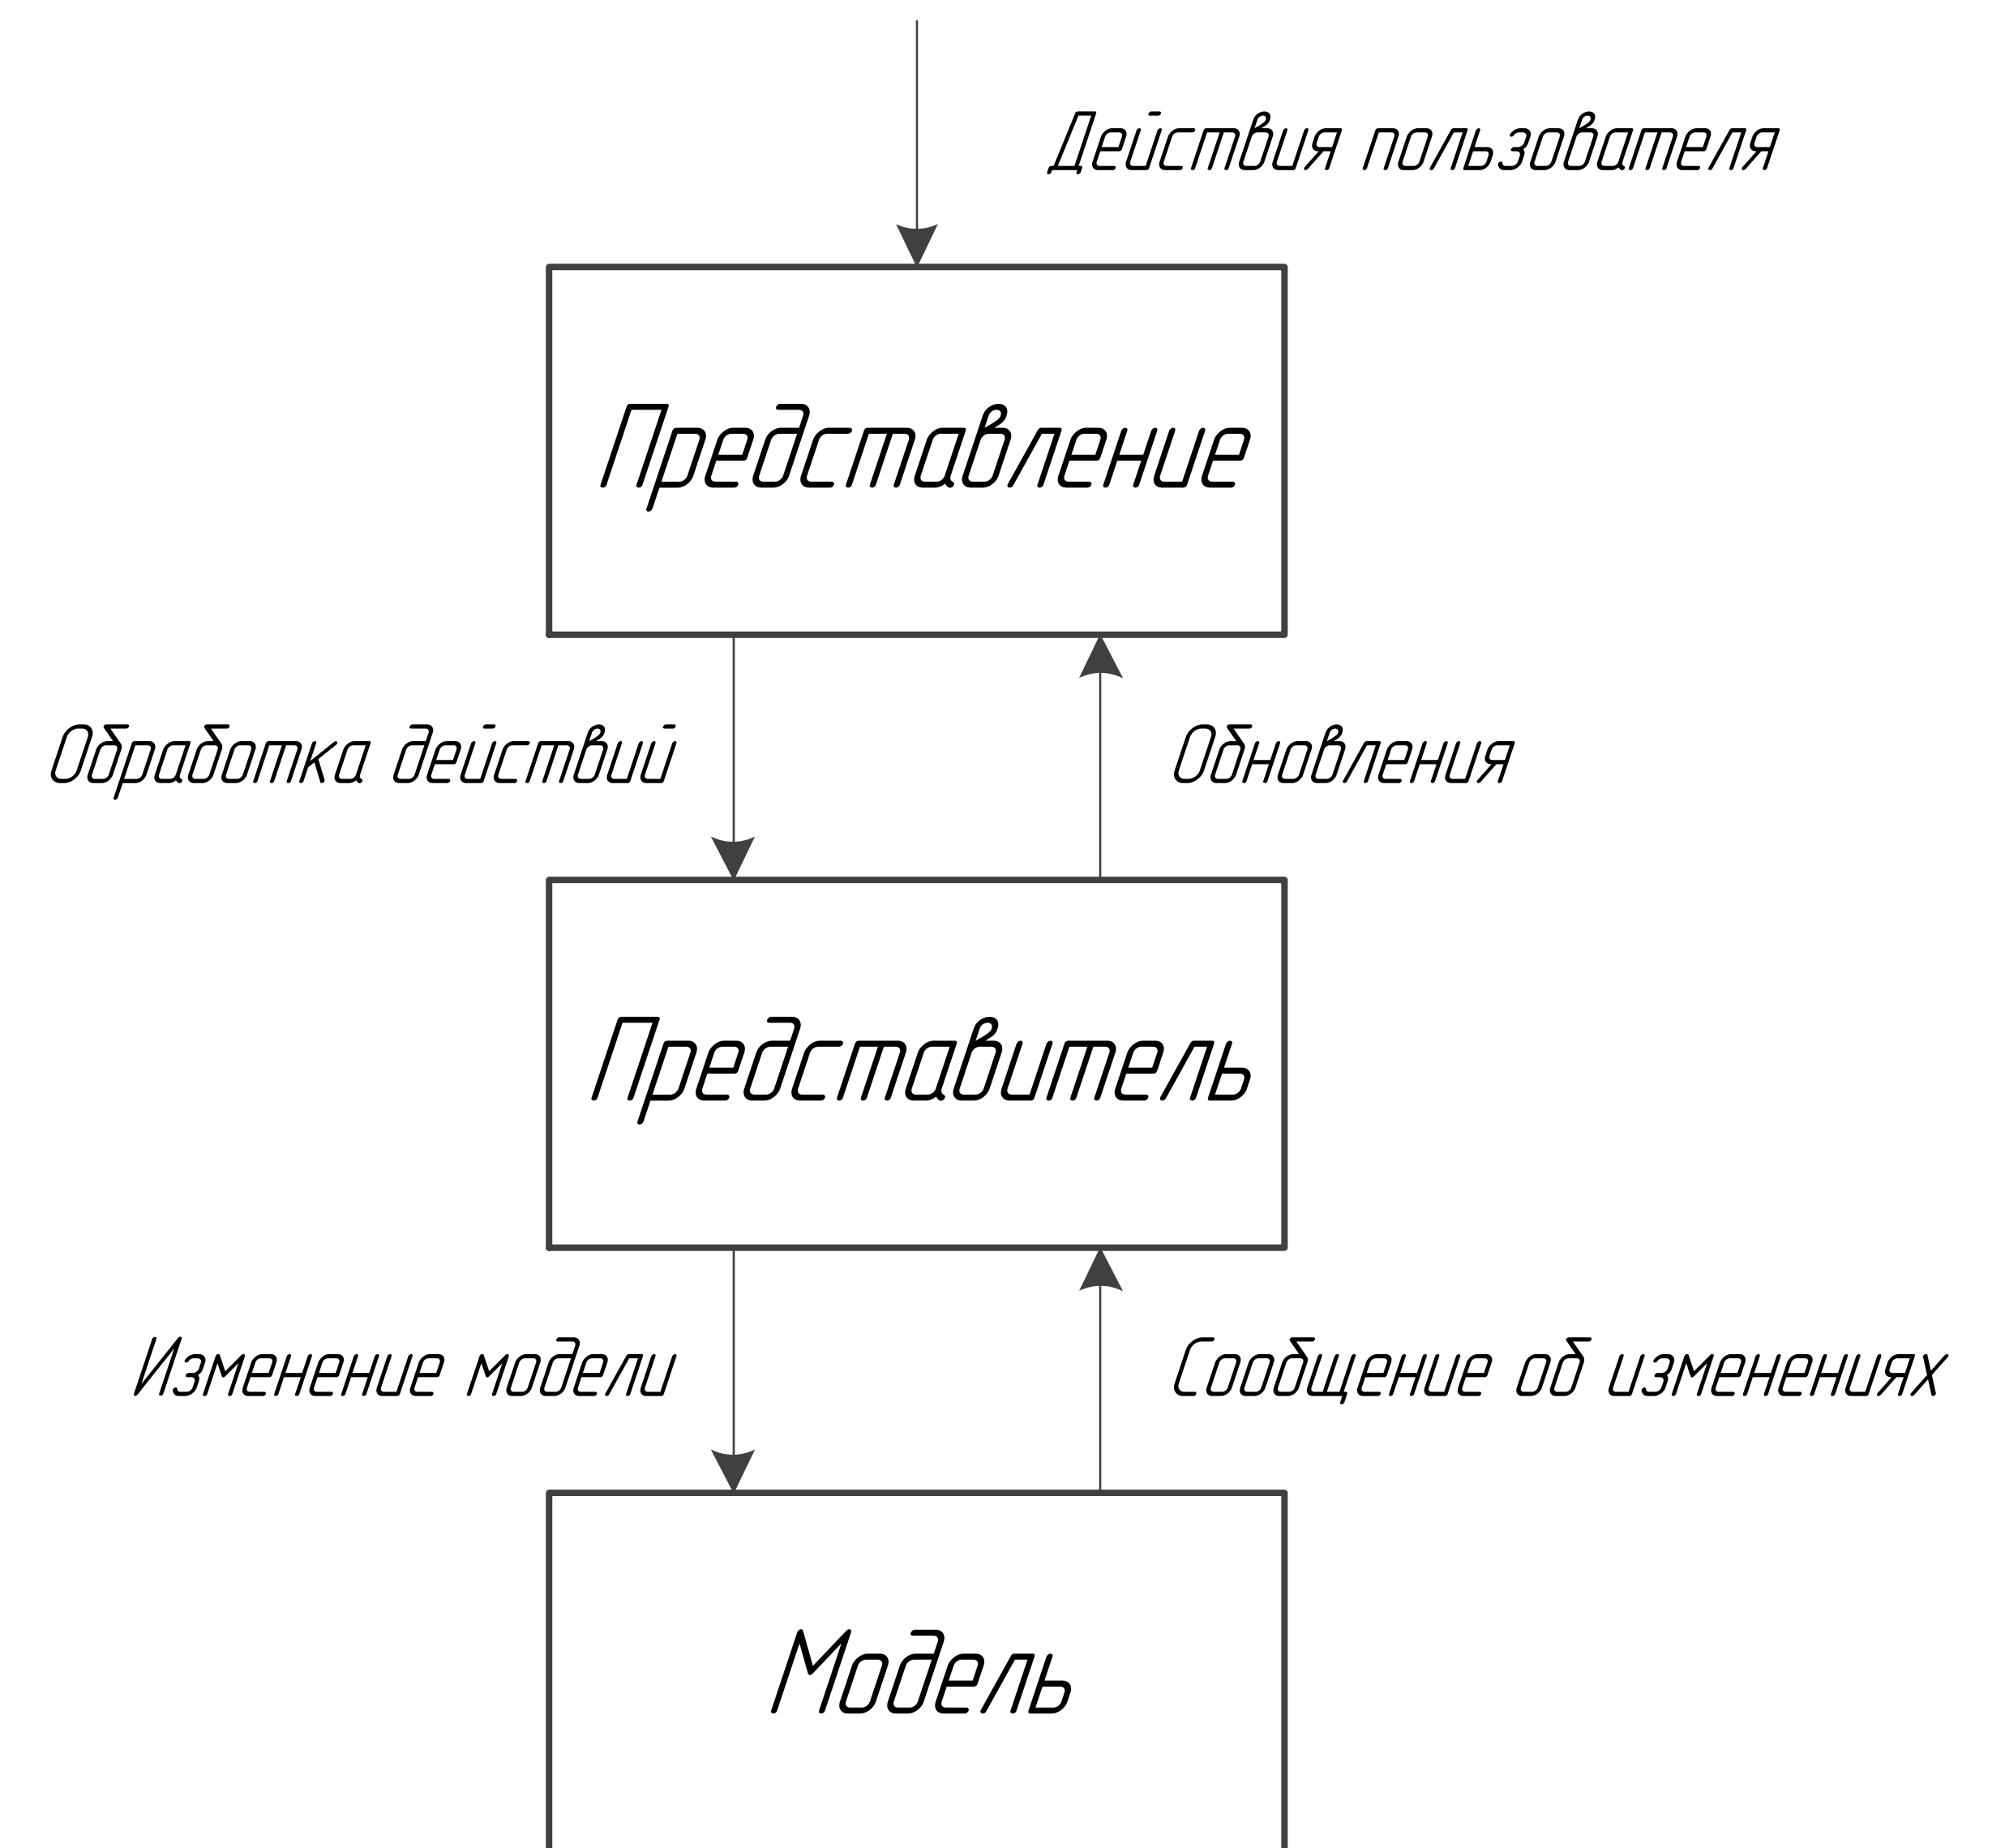 Действия пользователя
Представление
Обработка действий
Обновления
Представитель
Изменение модели
Сообщение об изменениях
Модель